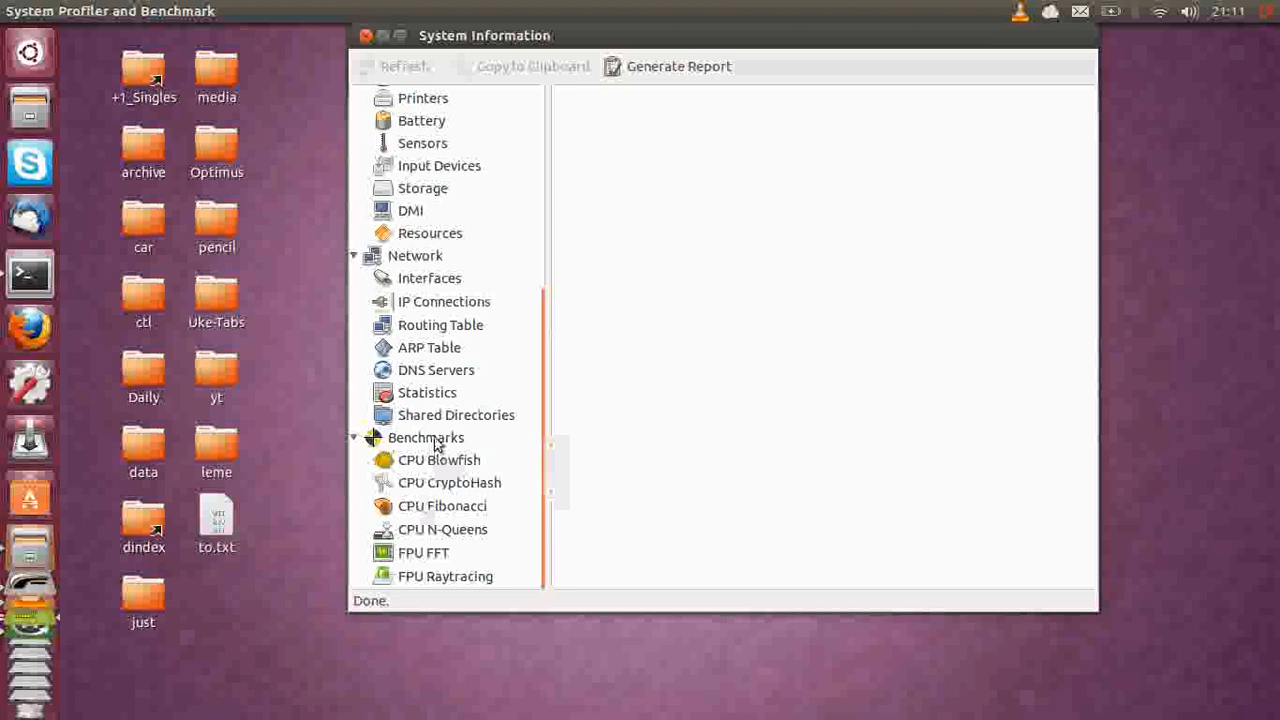 System Profiler and Benchmark
21:11
System Information
Refresh
Copy to Clipboard
Generate Report
+1_Singles
media
archive
Optimus
car
pencil
ctl
Uke-Tabs
Daily
yt
data
leme
dindex
to.txt
just
Printers
Battery
Sensors
Input Devices
Storage
DMI
Resources
Network
Interfaces
IP Connections
Routing Table
ARP Table
DNS Servers
Statistics
Shared Directories
Benchmarks
CPU Blowfish
CPU CryptoHash
CPU Fibonacci
CPU N-Queens
FPU FFT
FPU Raytracing
Done.